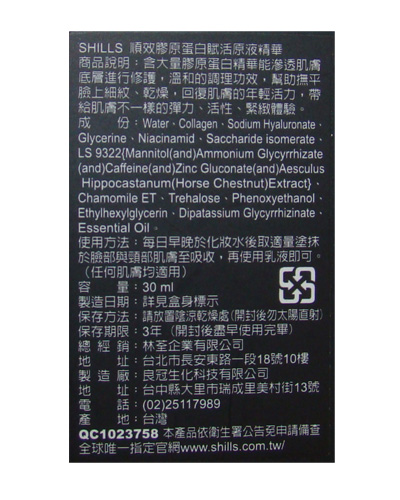 SHILLS 順效膠原蛋白賦活原液精華
商品說明：含大量膠原蛋白精華能滲透肌膚
底層進行修護，溫和的調理功效，幫助撫平
臉上細紋、乾燥，回復肌膚的年輕活力，帶
給肌膚不一樣的彈力、活性、緊緻體驗。
成　份：Water、Collagen、Sodium Hyaluronate、
Glycerine、Niacinamid、Saccharide isomerate、
LS 9322{Mannitol(and)Ammonium Glycyrrhizate
(and)Caffeine(and)Zinc Gluconate(and)Aesculus
Hippocastanum(Horse Chestnut)Extract}、
Chamomile ET、Trehalose、Phenoxyethanol、
Ethylhexylglycerin、Dipatassium Glycyrrhizinate、
Essential Oil。
使用方法：每日早晚於化妝水後取適量塗抹
於臉部與頸部肌膚至吸收，再使用乳液即可。
（任何肌膚均適用）
容　量：30 ml
製造日期：詳見盒身標示
保存方法：請放置陰涼乾燥處(開封後勿太陽直射)
保存期限：3年（開封後盡早使用完畢）
總 經 銷：林荃企業有限公司
地　址：台北市長安東路一段18號10樓
製 造 廠：良冠生化科技有限公司
地　址：台中縣大里市瑞成里美村街13號
電　話：(02)25117989
產　地：台灣
QC1023758 本產品依衛生署公告免申請備查
全球唯一指定官網www.shills.com.tw/